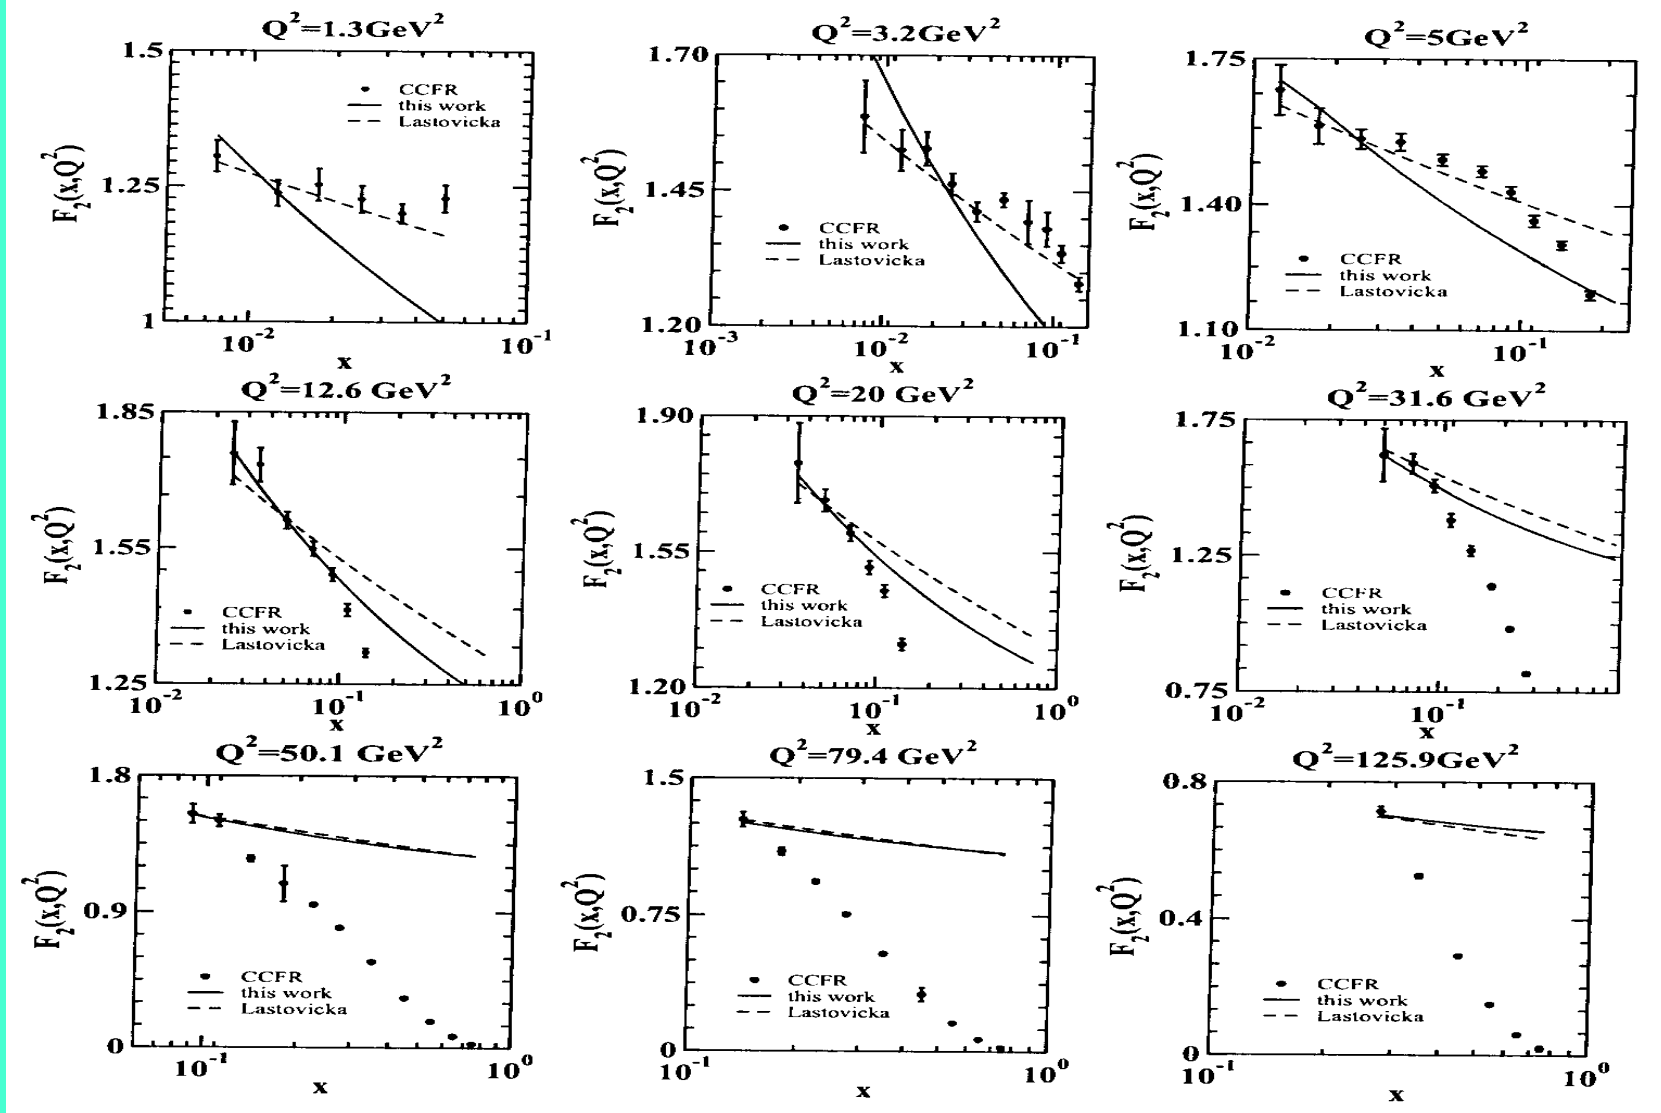 Q²=1.3GeV²
1.5
1.25
1
F₂(x,Q²)
CCFR
this work
Lastovicka
10⁻²
10⁻¹
x
Q²=3.2GeV²
1.70
1.45
1.20
F₂(x,Q²)
CCFR
this work
Lastovicka
10⁻³
10⁻²
10⁻¹
x
Q²=5GeV²
1.75
1.40
1.10
F₂(x,Q²)
CCFR
this work
Lastovicka
10⁻²
10⁻¹
x
Q²=12.6 GeV²
1.85
1.55
1.25
F₂(x,Q²)
CCFR
this work
Lastovicka
10⁻²
10⁻¹
10⁰
x
Q²=20 GeV²
1.90
1.55
1.20
F₂(x,Q²)
CCFR
this work
Lastovicka
10⁻²
10⁻¹
10⁰
x
Q²=31.6 GeV²
1.75
1.25
0.75
F₂(x,Q²)
CCFR
this work
Lastovicka
10⁻²
10⁻¹
x
Q²=50.1 GeV²
1.8
0.9
0
F₂(x,Q²)
CCFR
this work
Lastovicka
10⁻¹
10⁰
x
Q²=79.4 GeV²
1.5
0.75
0
F₂(x,Q²)
CCFR
this work
Lastovicka
10⁻¹
10⁰
x
Q²=125.9GeV²
0.8
0.4
0
F₂(x,Q²)
CCFR
this work
Lastovicka
10⁻¹
10⁰
x